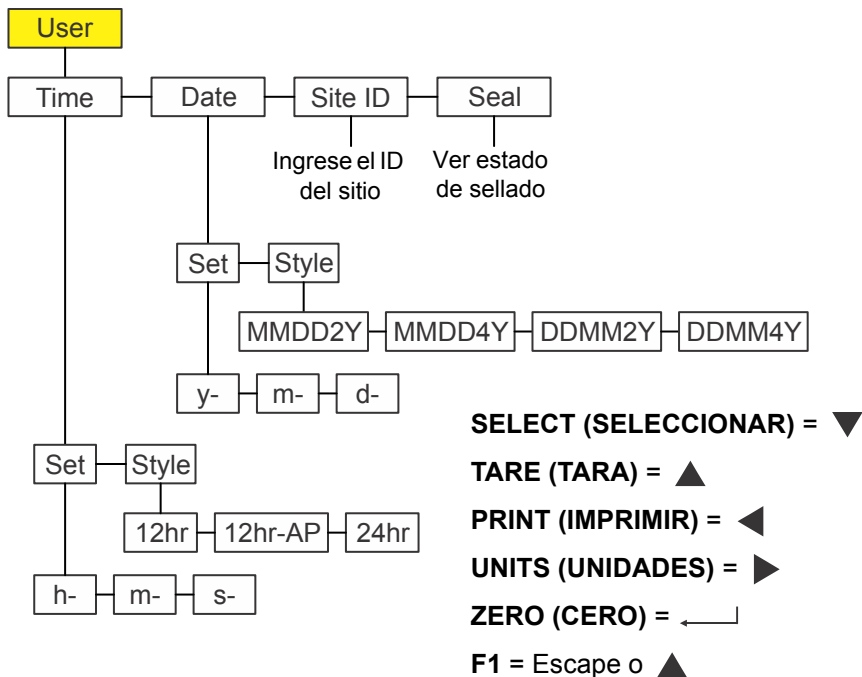 User
Time Date Site ID Seal
Ingrese el ID
del sitio
Ver estado
de sellado
Set Style
MMDD2Y MMDD4Y DDMM2Y DDMM4Y
y- m- d-
Set Style
12hr 12hr-AP 24hr
h- m- s-
SELECT (SELECCIONAR) = ▼
TARE (TARA) = ▲
PRINT (IMPRIMIR) = ◀
UNITS (UNIDADES) = ▶
ZERO (CERO) = ↵
F1 = Escape o ▲